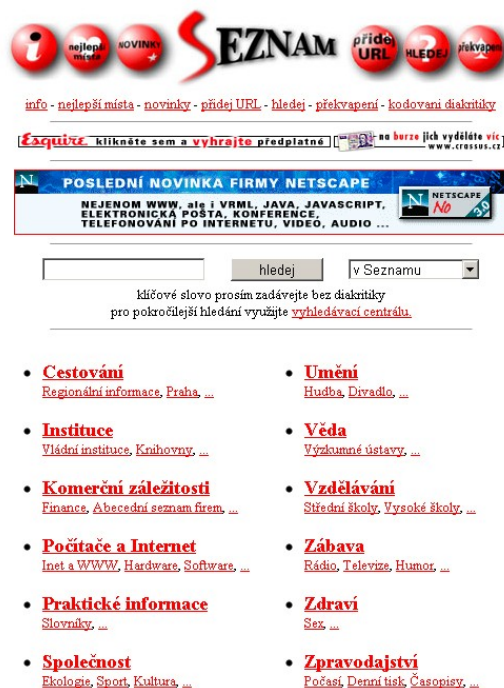 i nejlepší místa NOVINKY SEZNAM přidej URL HLEDEJ překvapení
info - nejlepší místa - novinky - přidej URL - hledej - překvapení - kodovani diakritiky
Esquire klikněte sem a vyhrajte předplatné na burze jich vyděláte víc
www.crassus.cz
N POSLEDNÍ NOVINKA FIRMY NETSCAPE
NEJENOM WWW, ale i VRML, JAVA, JAVASCRIPT,
ELEKTRONICKÁ POŠTA, KONFERENCE,
TELEFONOVÁNÍ PO INTERNETU, VIDEO, AUDIO ...
N NETSCAPE
No 3.0
hledej v Seznamu
klíčové slovo prosím zadávejte bez diakritiky
pro pokročilejší hledání využijte vyhledávací centrálu.
Cestování
Regionální informace, Praha, ...
Instituce
Vládní instituce, Knihovny, ...
Komerční záležitosti
Finance, Abecední seznam firem, ...
Počítače a Internet
Inet a WWW, Hardware, Software, ...
Praktické informace
Slovníky, ...
Společnost
Ekologie, Sport, Kultura, ...
Umění
Hudba, Divadlo, ...
Věda
Výzkumné ústavy, ...
Vzdělávání
Střední školy, Vysoké školy, ...
Zábava
Rádio, Televize, Humor, ...
Zdraví
Sex, ...
Zpravodajství
Počasí, Denní tisk, Časopisy, ...